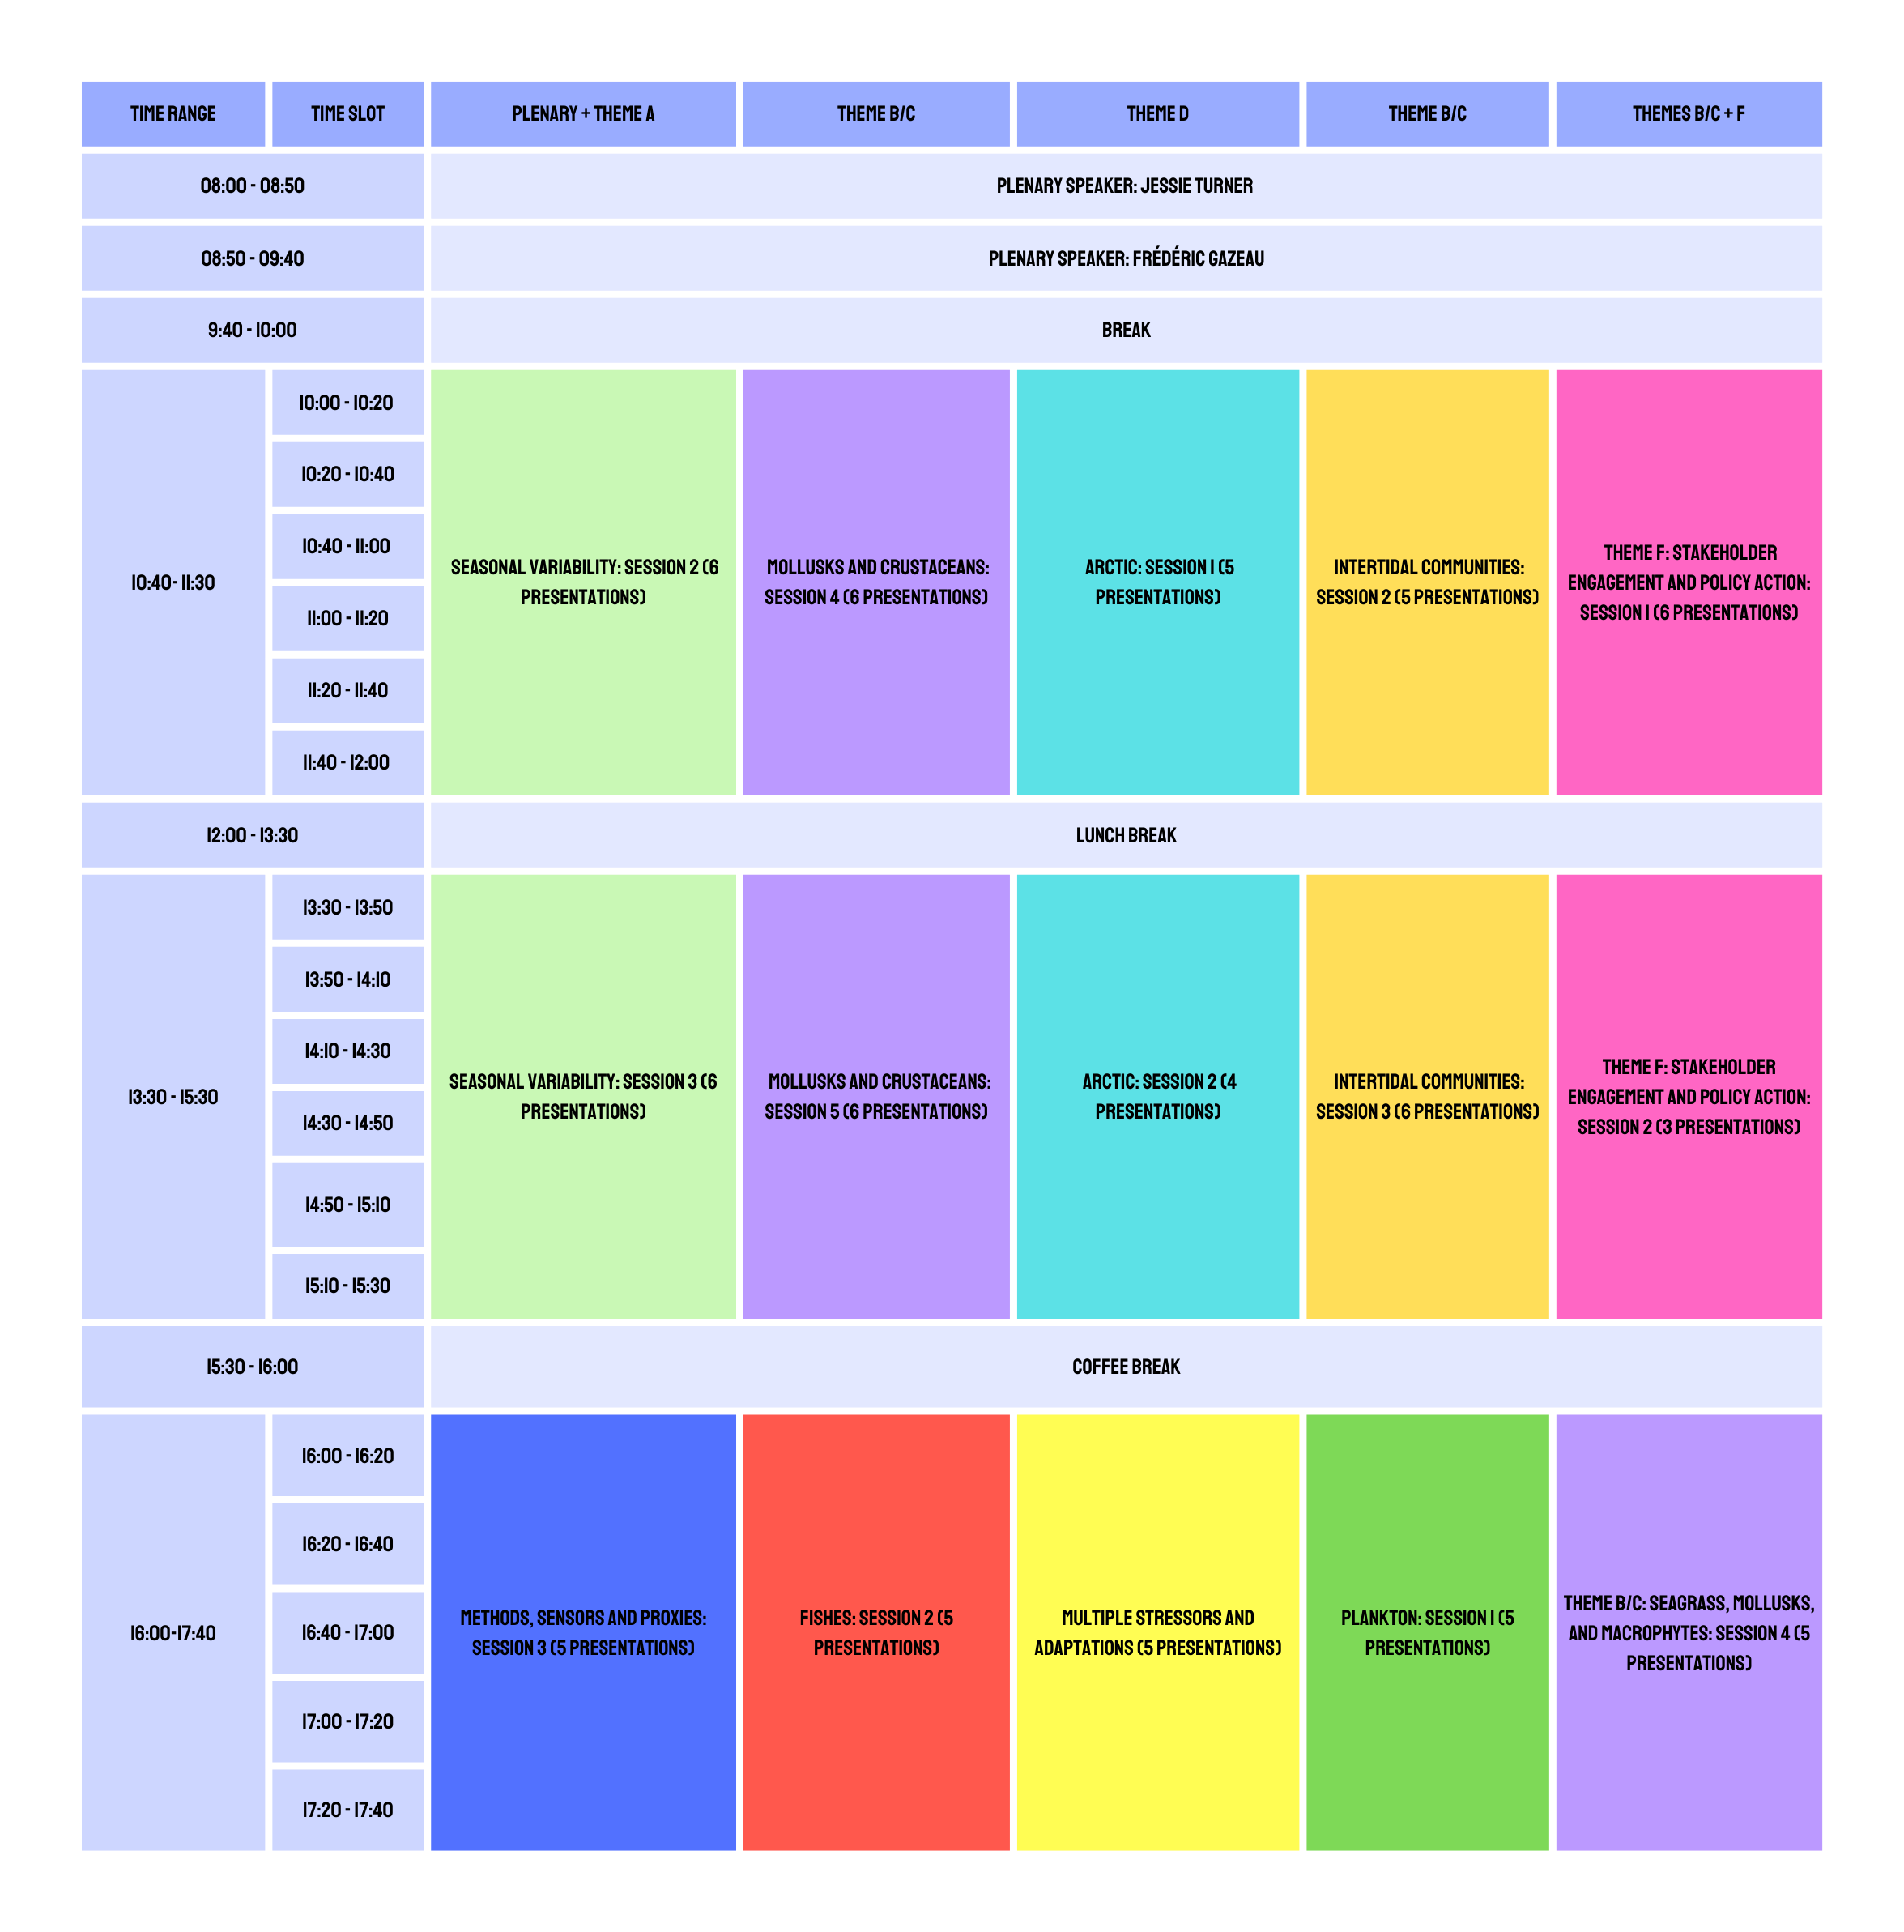 TIME RANGE
TIME SLOT
PLENARY + THEME A
THEME B/C
THEME D
THEME B/C
THEMES B/C + F
08:00 - 08:50
PLENARY SPEAKER: JESSIE TURNER
08:50 - 09:40
PLENARY SPEAKER: FRÉDÉRIC GAZEAU
9:40 - 10:00
BREAK
10:40- 11:30
10:00 - 10:20
10:20 - 10:40
10:40 - 11:00
11:00 - 11:20
11:20 - 11:40
11:40 - 12:00
SEASONAL VARIABILITY: SESSION 2 (6
PRESENTATIONS)
MOLLUSKS AND CRUSTACEANS:
SESSION 4 (6 PRESENTATIONS)
ARCTIC: SESSION 1 (5
PRESENTATIONS)
INTERTIDAL COMMUNITIES:
SESSION 2 (5 PRESENTATIONS)
THEME F: STAKEHOLDER
ENGAGEMENT AND POLICY ACTION:
SESSION 1 (6 PRESENTATIONS)
12:00 - 13:30
LUNCH BREAK
13:30 - 15:30
13:30 - 13:50
13:50 - 14:10
14:10 - 14:30
14:30 - 14:50
14:50 - 15:10
15:10 - 15:30
SEASONAL VARIABILITY: SESSION 3 (6
PRESENTATIONS)
MOLLUSKS AND CRUSTACEANS:
SESSION 5 (6 PRESENTATIONS)
ARCTIC: SESSION 2 (4
PRESENTATIONS)
INTERTIDAL COMMUNITIES:
SESSION 3 (6 PRESENTATIONS)
THEME F: STAKEHOLDER
ENGAGEMENT AND POLICY ACTION:
SESSION 2 (3 PRESENTATIONS)
15:30 - 16:00
COFFEE BREAK
16:00-17:40
16:00 - 16:20
16:20 - 16:40
16:40 - 17:00
17:00 - 17:20
17:20 - 17:40
METHODS, SENSORS AND PROXIES:
SESSION 3 (5 PRESENTATIONS)
FISHES: SESSION 2 (5
PRESENTATIONS)
MULTIPLE STRESSORS AND
ADAPTATIONS (5 PRESENTATIONS)
PLANKTON: SESSION 1 (5
PRESENTATIONS)
THEME B/C: SEAGRASS, MOLLUSKS,
AND MACROPHYTES: SESSION 4 (5
PRESENTATIONS)